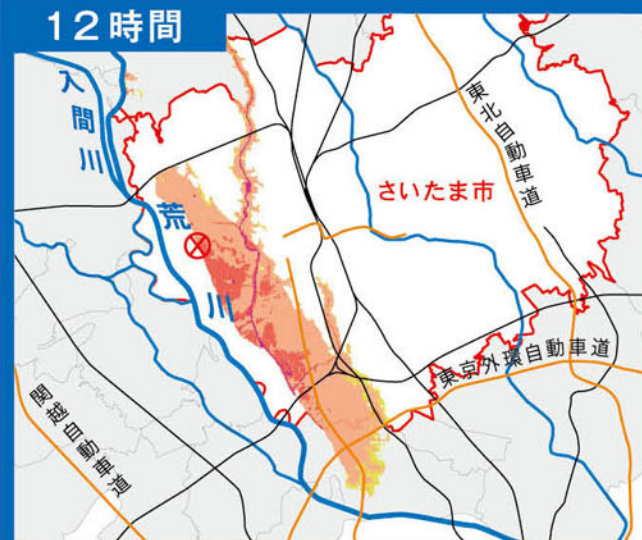 12時間
入間川
荒川
さいたま市
東北自動車道
東京外環自動車道
関越自動車道